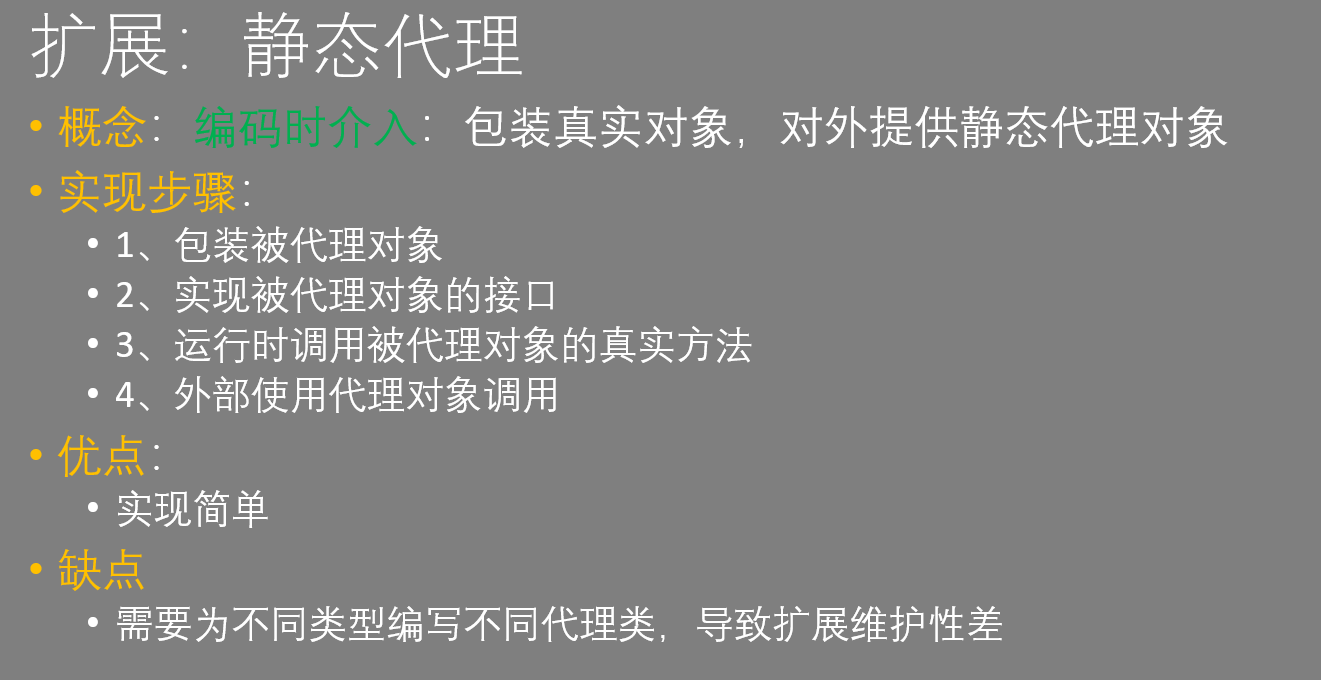 扩展：静态代理
• 概念：编码时介入：包装真实对象，对外提供静态代理对象
• 实现步骤：
• 1、包装被代理对象
• 2、实现被代理对象的接口
• 3、运行时调用被代理对象的真实方法
• 4、外部使用代理对象调用
• 优点：
• 实现简单
• 缺点
• 需要为不同类型编写不同代理类，导致扩展维护性差